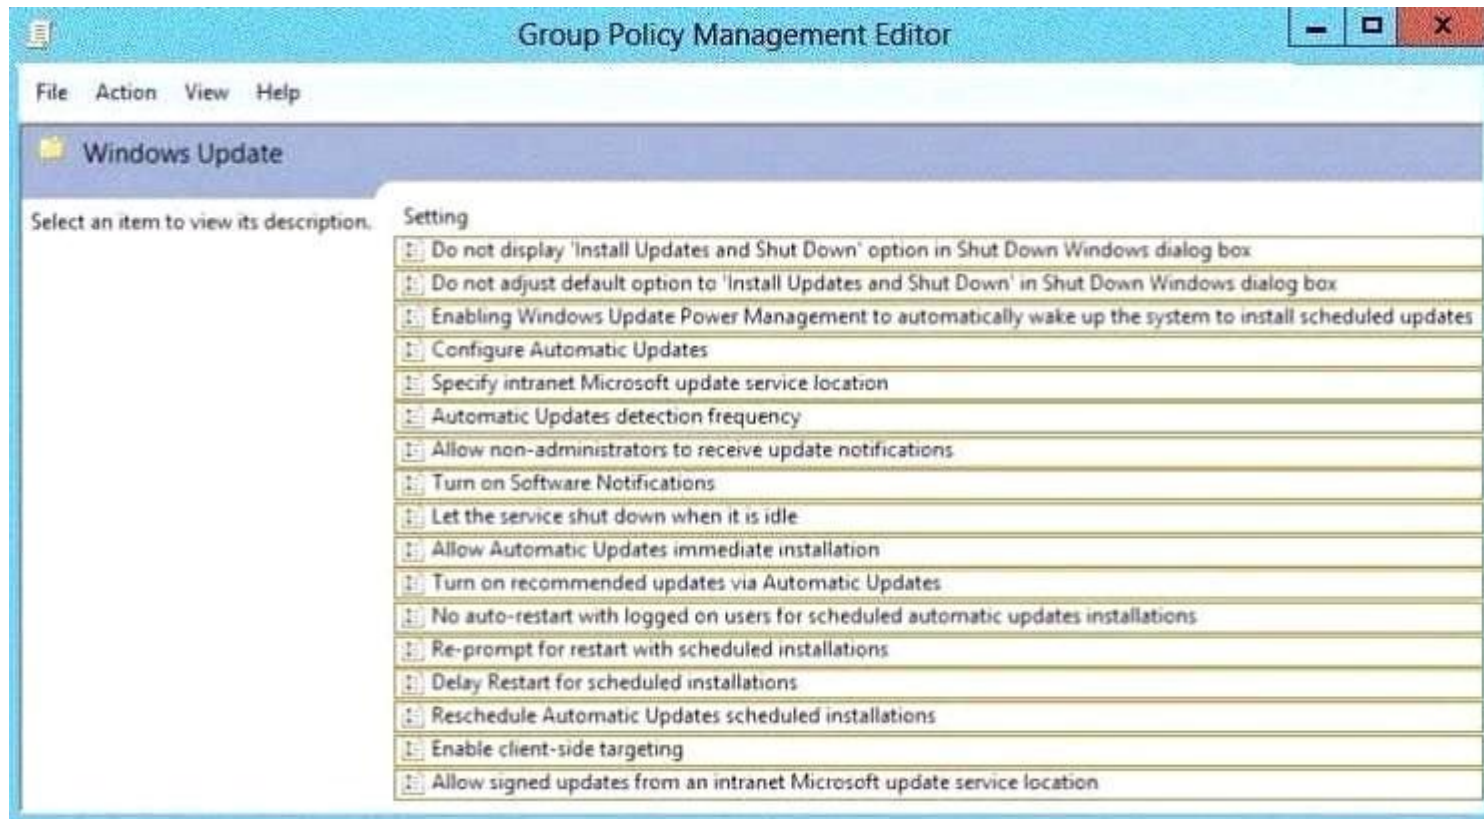 Group Policy Management Editor
File Action View Help
Windows Update
Select an item to view its description.
Setting
Do not display 'Install Updates and Shut Down' option in Shut Down Windows dialog box
Do not adjust default option to 'Install Updates and Shut Down' in Shut Down Windows dialog box
Enabling Windows Update Power Management to automatically wake up the system to install scheduled updates
Configure Automatic Updates
Specify intranet Microsoft update service location
Automatic Updates detection frequency
Allow non-administrators to receive update notifications
Turn on Software Notifications
Let the service shut down when it is idle
Allow Automatic Updates immediate installation
Turn on recommended updates via Automatic Updates
No auto-restart with logged on users for scheduled automatic updates installations
Re-prompt for restart with scheduled installations
Delay Restart for scheduled installations
Reschedule Automatic Updates scheduled installations
Enable client-side targeting
Allow signed updates from an intranet Microsoft update service location